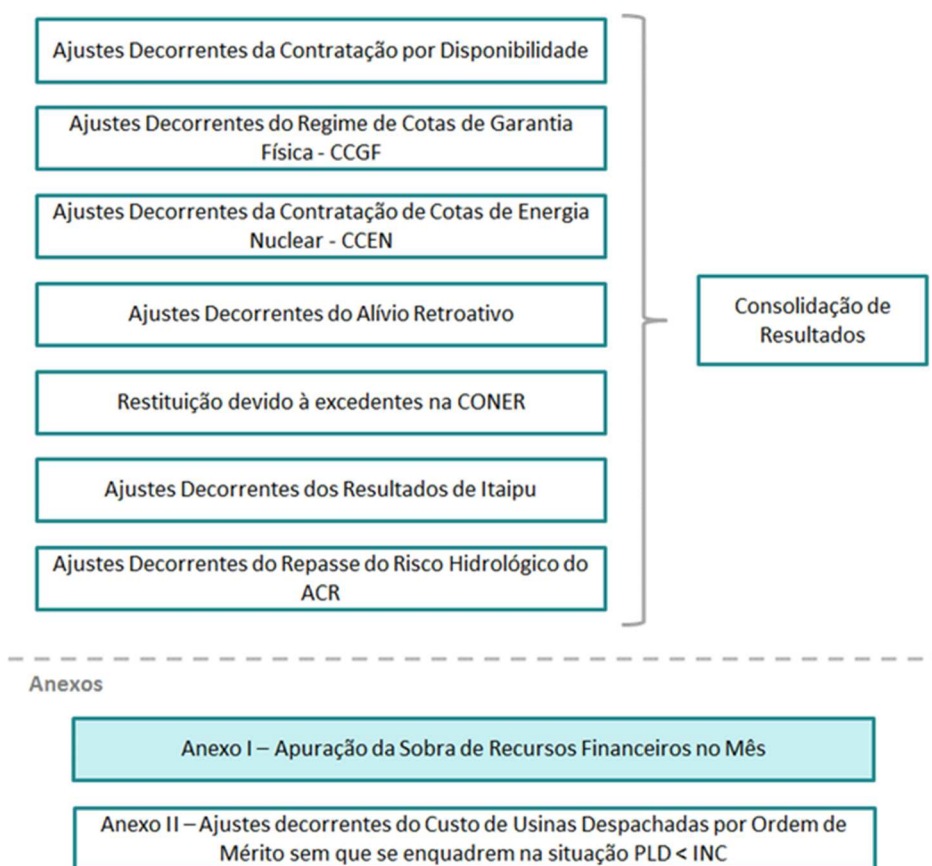 Ajustes Decorrentes da Contratação por Disponibilidade
Ajustes Decorrentes do Regime de Cotas de Garantia
Física - CCGF
Ajustes Decorrentes da Contratação de Cotas de Energia
Nuclear - CCEN
Ajustes Decorrentes do Alívio Retroativo
Restituição devido à excedentes na CONER
Ajustes Decorrentes dos Resultados de Itaipu
Ajustes Decorrentes do Repasse do Risco Hidrológico do
ACR
Consolidação de
Resultados
Anexos
Anexo I – Apuração da Sobra de Recursos Financeiros no Mês
Anexo II – Ajustes decorrentes do Custo de Usinas Despachadas por Ordem de
Mérito sem que se enquadrem na situação PLD < INC